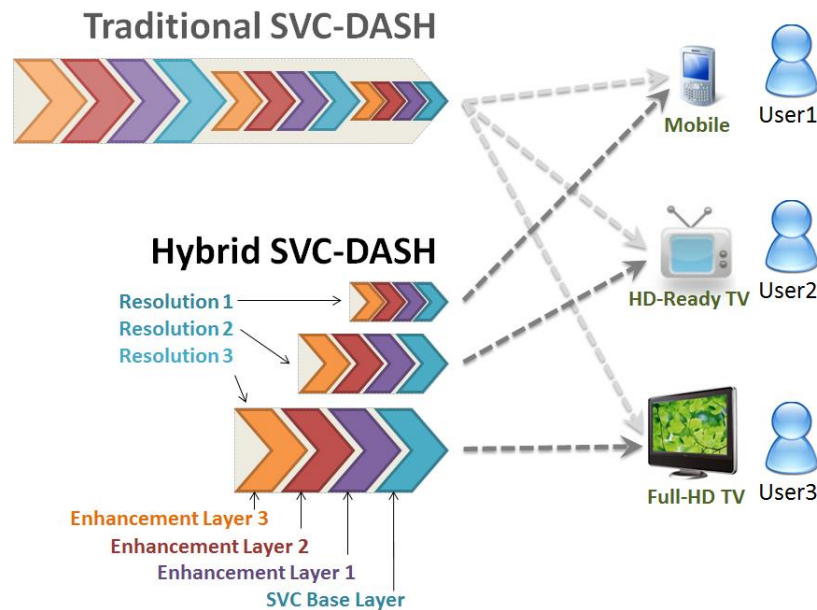 Traditional SVC-DASH
Mobile
User1
Hybrid SVC-DASH
Resolution 1
Resolution 2
Resolution 3
HD-Ready TV
User2
Full-HD TV
User3
Enhancement Layer 3
Enhancement Layer 2
Enhancement Layer 1
SVC Base Layer